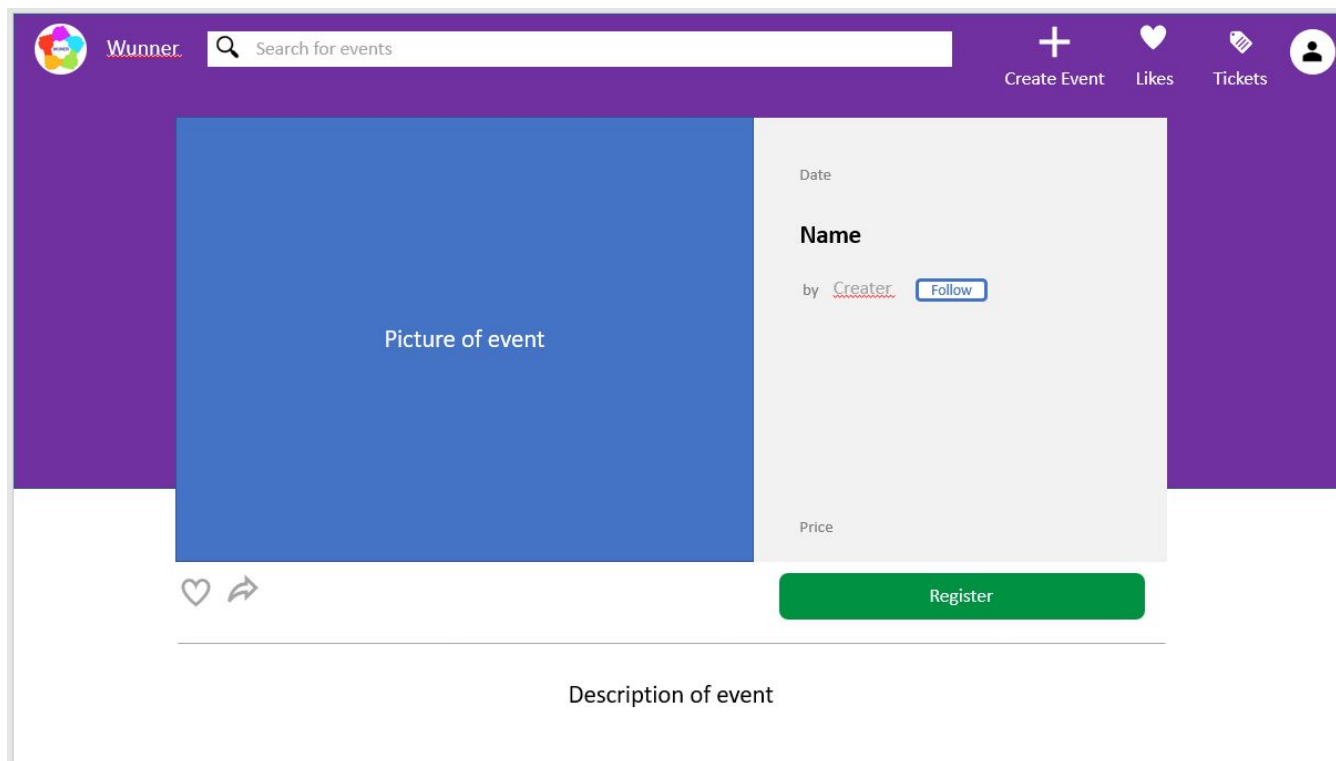 Wunner
Search for events
Create Event
Likes
Tickets
Date
Name
by Creater
Follow
Picture of event
Price
Register
Description of event